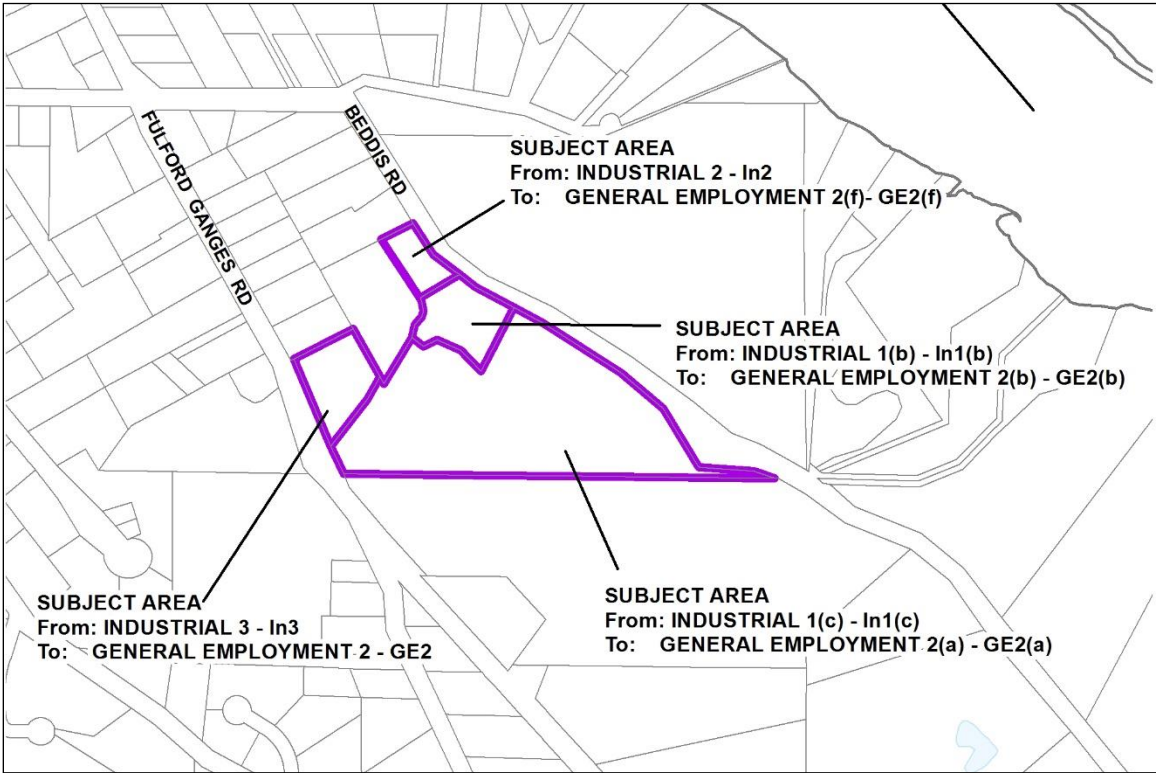 FULFORD GANGES RD
BEDDIS RD
SUBJECT AREA
From: INDUSTRIAL 2 - In2
To: GENERAL EMPLOYMENT 2(f)- GE2(f)
SUBJECT AREA
From: INDUSTRIAL 1(b) - In1(b)
To: GENERAL EMPLOYMENT 2(b) - GE2(b)
SUBJECT AREA
From: INDUSTRIAL 3 - In3
To: GENERAL EMPLOYMENT 2 - GE2
SUBJECT AREA
From: INDUSTRIAL 1(c) - In1(c)
To: GENERAL EMPLOYMENT 2(a) - GE2(a)